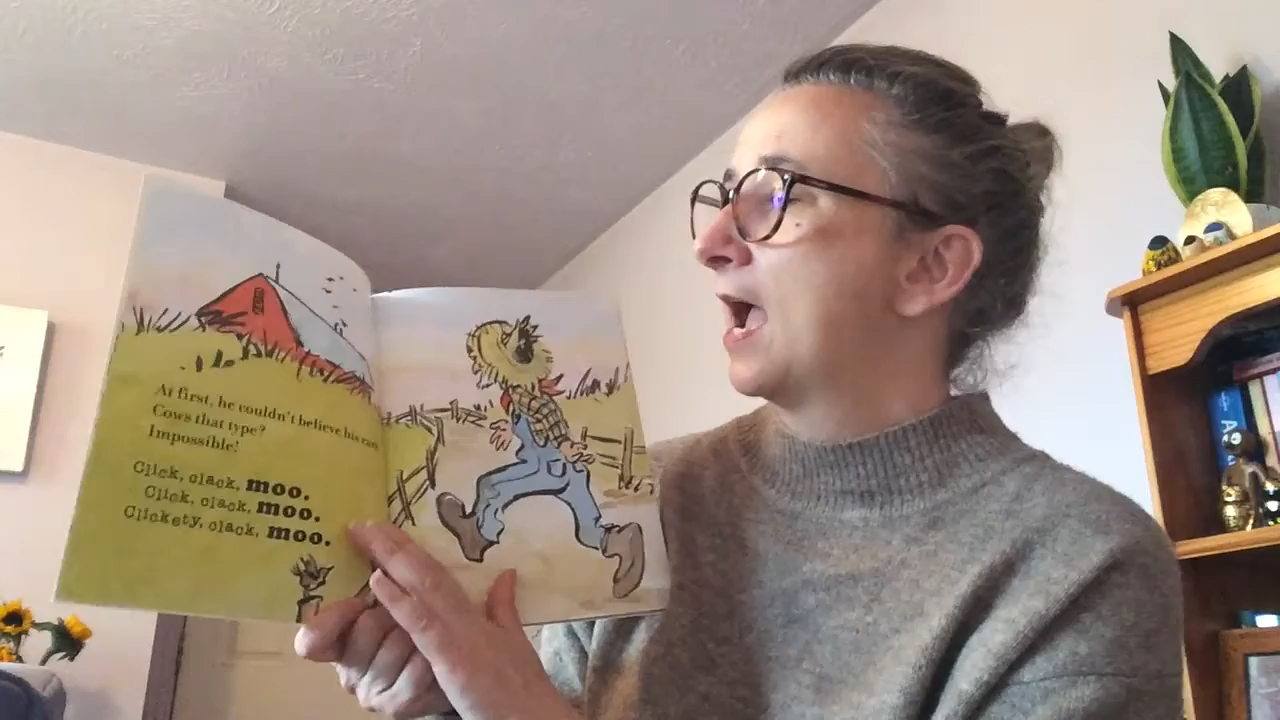 At first, he couldn't believe his ears.
Cows that type?
Impossible!
Click, clack, moo.
Click, clack, moo.
Clickety, clack, moo.